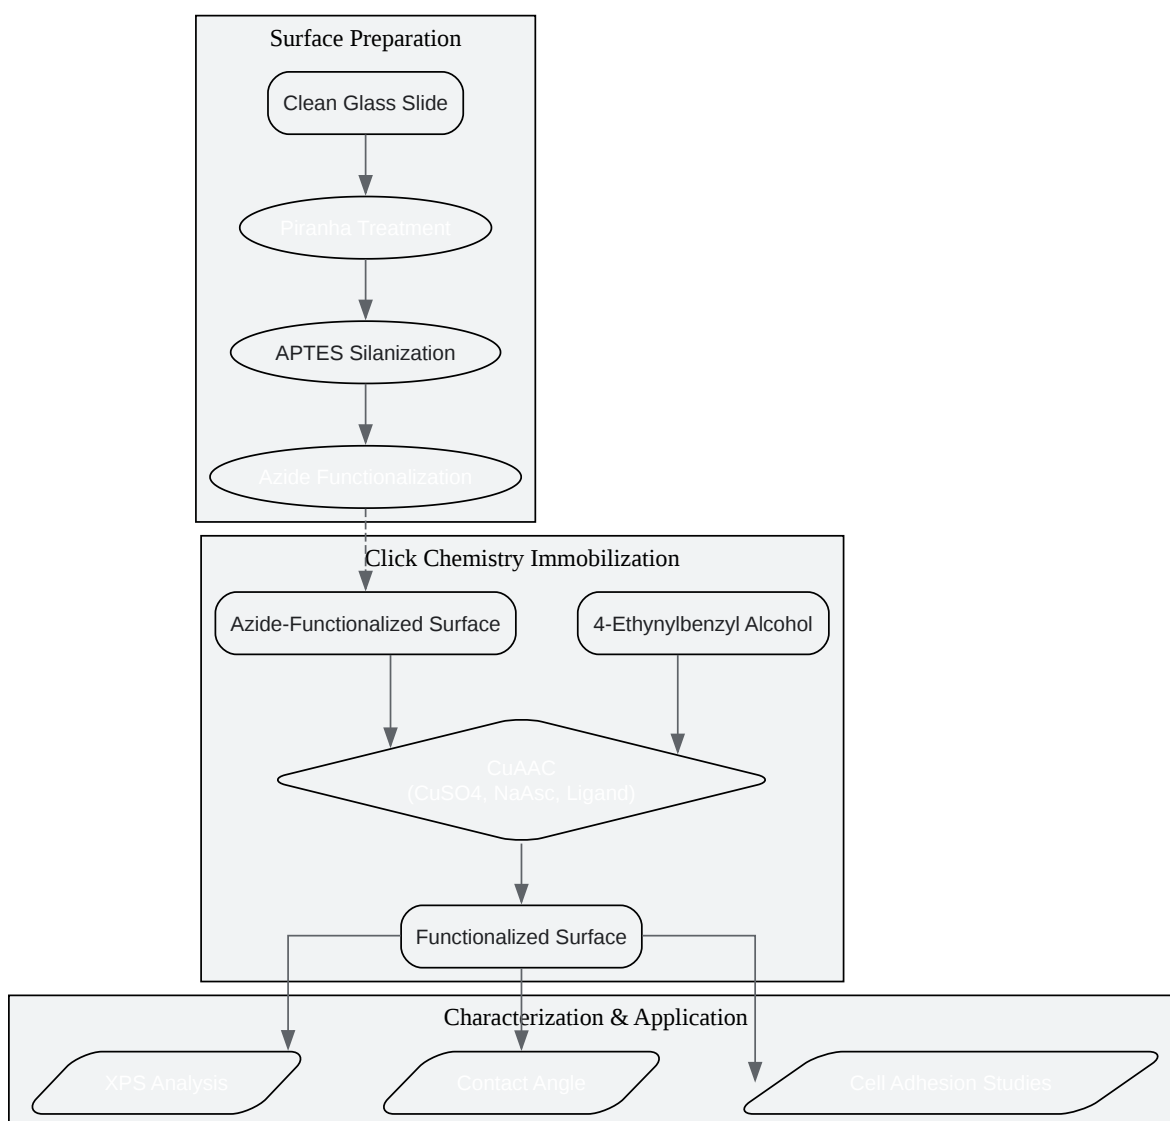 Surface Preparation
Clean Glass Slide
Piranha Treatment
APTES Silanization
Azide Functionalization
Click Chemistry Immobilization
Azide-Functionalized Surface
4-Ethynylbenzyl Alcohol
CuAAC
(CuSO4, NaAsc, Ligand)
Functionalized Surface
Characterization & Application
XPS Analysis
Contact Angle
Cell Adhesion Studies